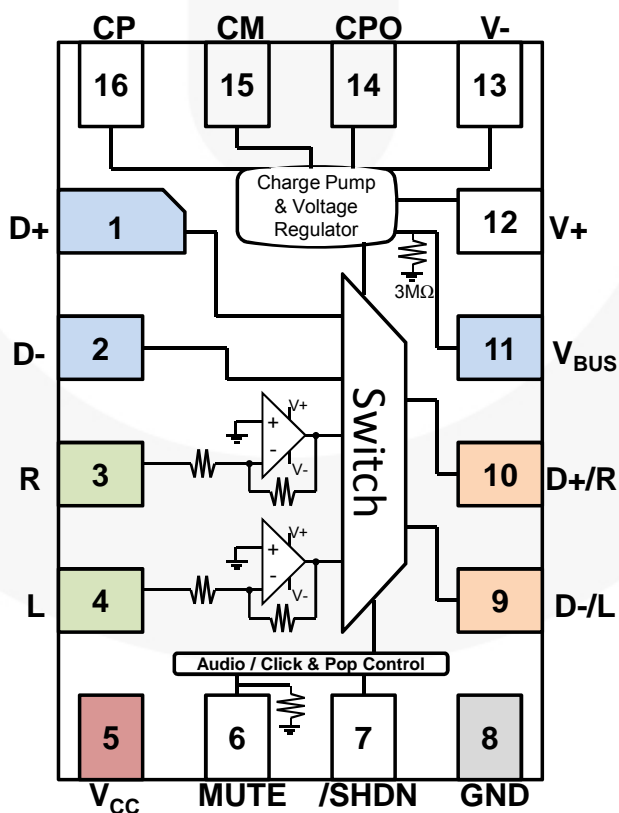 CP CM CPO V-
16 15 14 13
Charge Pump
& Voltage
Regulator
D+ 1
12 V+
3MΩ
D- 2
11 VBUS
Switch
V+
+
-
V-
R 3
10 D+/R
V+
+
-
V-
L 4
9 D-/L
Audio / Click & Pop Control
5 6 7 8
VCC MUTE /SHDN GND